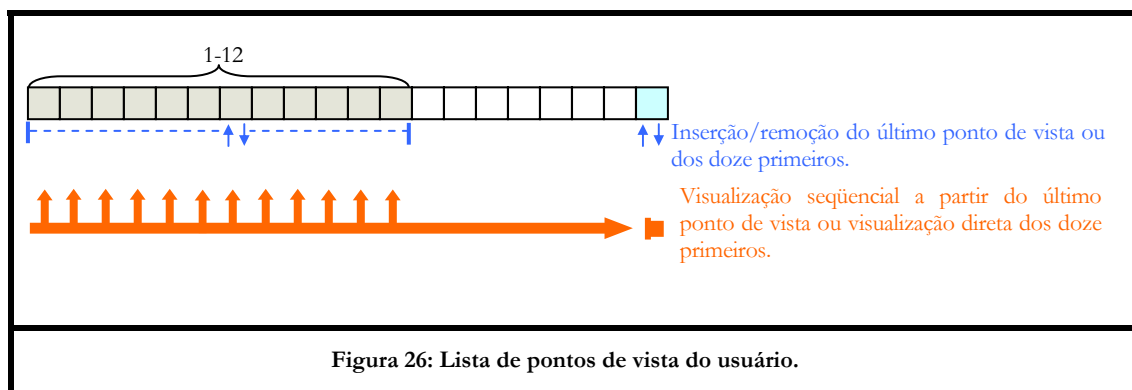 1-12
Inserção/remoção do último ponto de vista ou
dos doze primeiros.
Visualização seqüencial a partir do último
ponto de vista ou visualização direta dos doze
primeiros.
Figura 26: Lista de pontos de vista do usuário.